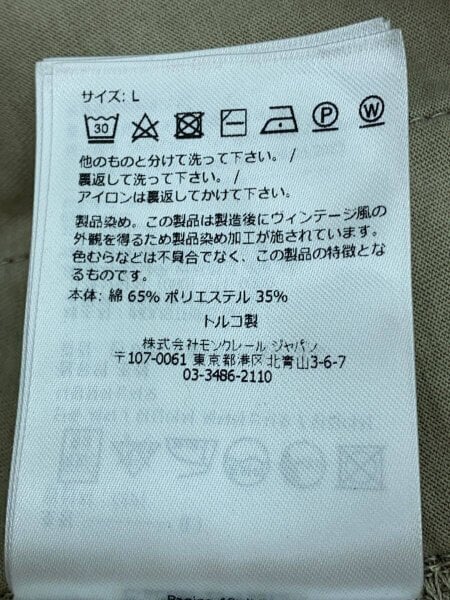 サイズ: L
30
P
W
他のものと分けて洗って下さい。/
裏返して洗って下さい。/
アイロンは裏返してかけて下さい。
製品染め。この製品は製造後にヴィンテージ風の
外観を得るため製品染め加工が施されています。
色むらなどは不具合でなく、この製品の特徴とな
るものです。
本体: 綿 65% ポリエステル 35%
トルコ製
株式会社モンクレール ジャパン
〒107-0061 東京都港区北青山3-6-7
03-3486-2110